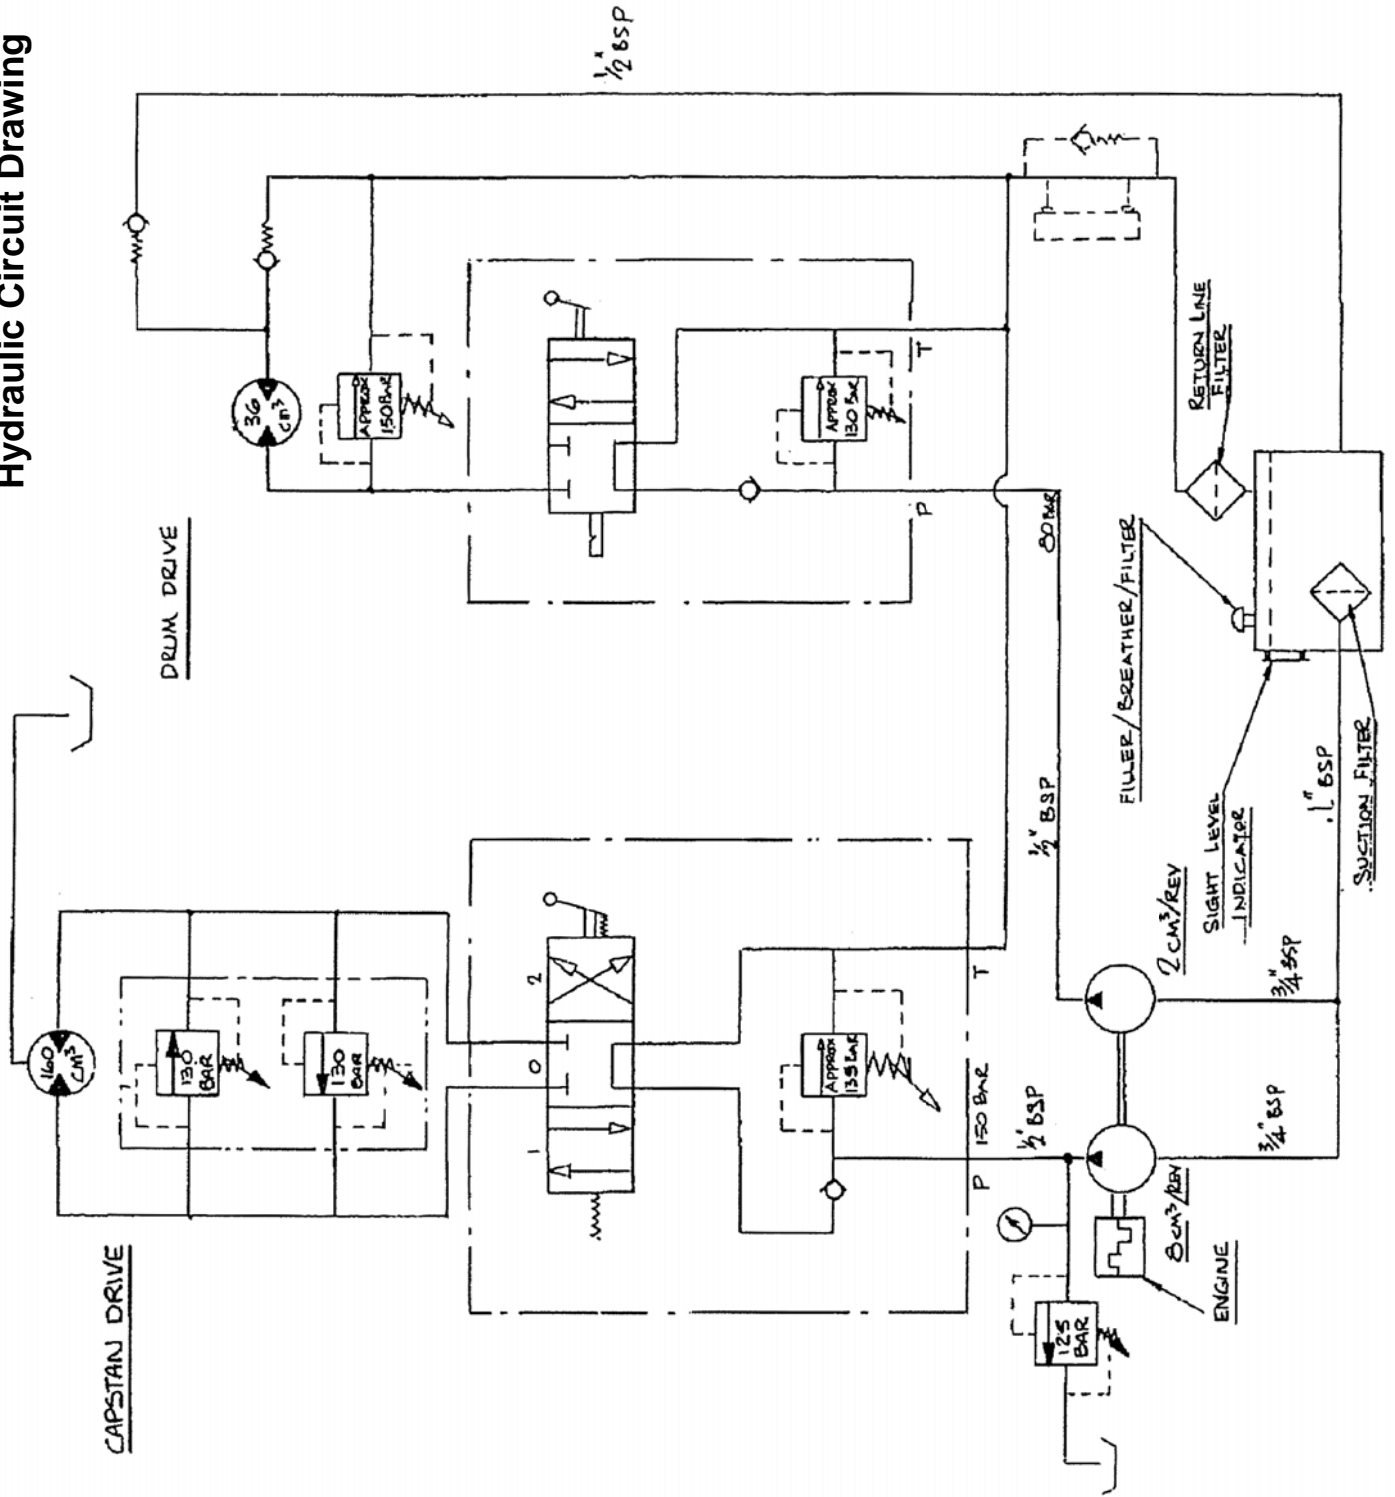 Hydraulic Circuit Drawing
CAPSTAN DRIVE
DRUM DRIVE
160
CM³
130
BAR
130
BAR
1
0
2
APPROX
135 BAR
P
T
150 BAR
1/2" BSP
125
BAR
ENGINE
8 CM³/REV
2 CM³/REV
3/4" BSP
3/4" BSP
1" BSP
1/2" BSP
80 BAR
36
CM³
APPROX
150 BAR
APPROX
130 BAR
P
T
1/2" BSP
RETURN LINE
FILTER
FILLER/BREATHER/FILTER
SIGHT LEVEL
INDICATOR
SUCTION FILTER